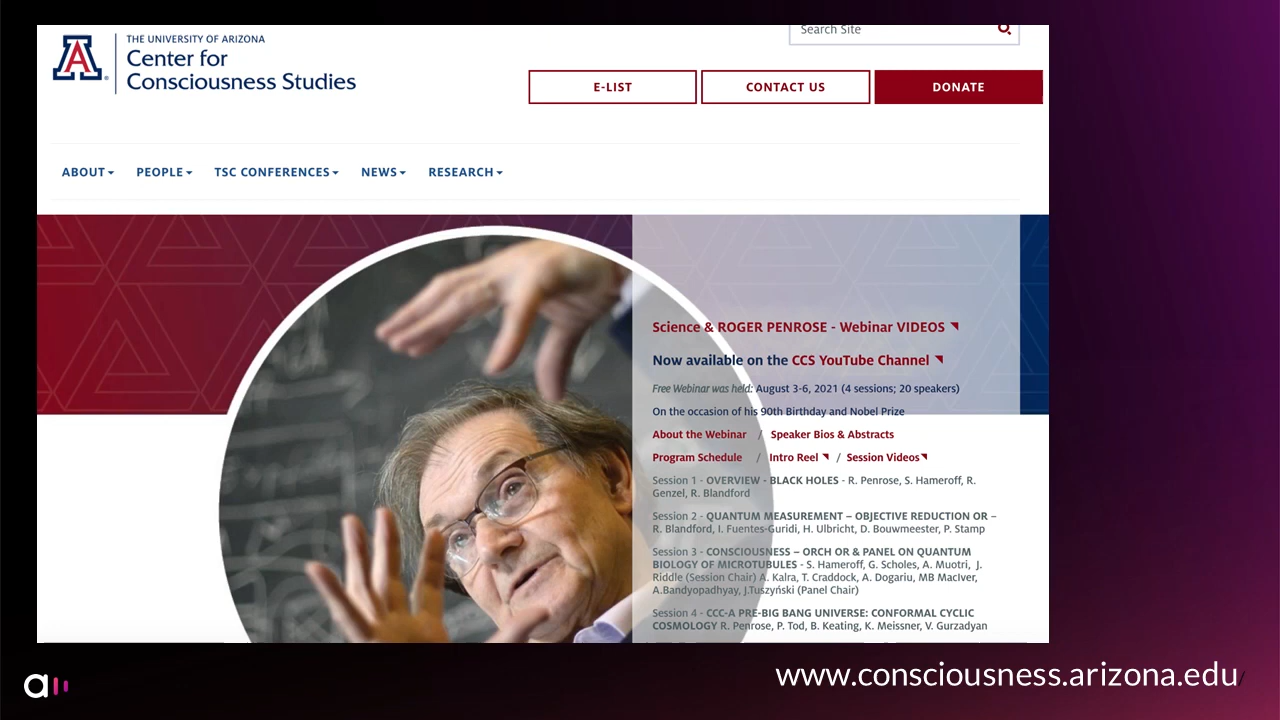 THE UNIVERSITY OF ARIZONA
Center for
Consciousness Studies
Search Site
E-LIST
CONTACT US
DONATE
ABOUT
PEOPLE
TSC CONFERENCES
NEWS
RESEARCH
Science & ROGER PENROSE - Webinar VIDEOS
Now available on the CCS YouTube Channel
Free Webinar was held: August 3-6, 2021 (4 sessions; 20 speakers)
On the occasion of his 90th Birthday and Nobel Prize
About the Webinar / Speaker Bios & Abstracts
Program Schedule / Intro Reel / Session Videos
Session 1 - OVERVIEW - BLACK HOLES - R. Penrose, S. Hameroff, R.
Genzel, R. Blandford
Session 2 - QUANTUM MEASUREMENT – OBJECTIVE REDUCTION OR –
R. Blandford, I. Fuentes-Guridi, H. Ulbricht, D. Bouwmeester, P. Stamp
Session 3 - CONSCIOUSNESS – ORCH OR & PANEL ON QUANTUM
BIOLOGY OF MICROTUBULES - S. Hameroff, G. Scholes, A. Muotri, J.
Riddle (Session Chair) A. Kalra, T. Craddock, A. Dogariu, MB MacIver,
A.Bandyopadhyay, J.Tuszyński (Panel Chair)
Session 4 - CCC-A PRE-BIG BANG UNIVERSE: CONFORMAL CYCLIC
COSMOLOGY R. Penrose, P. Tod, B. Keating, K. Meissner, V. Gurzadyan
www.consciousness.arizona.edu/